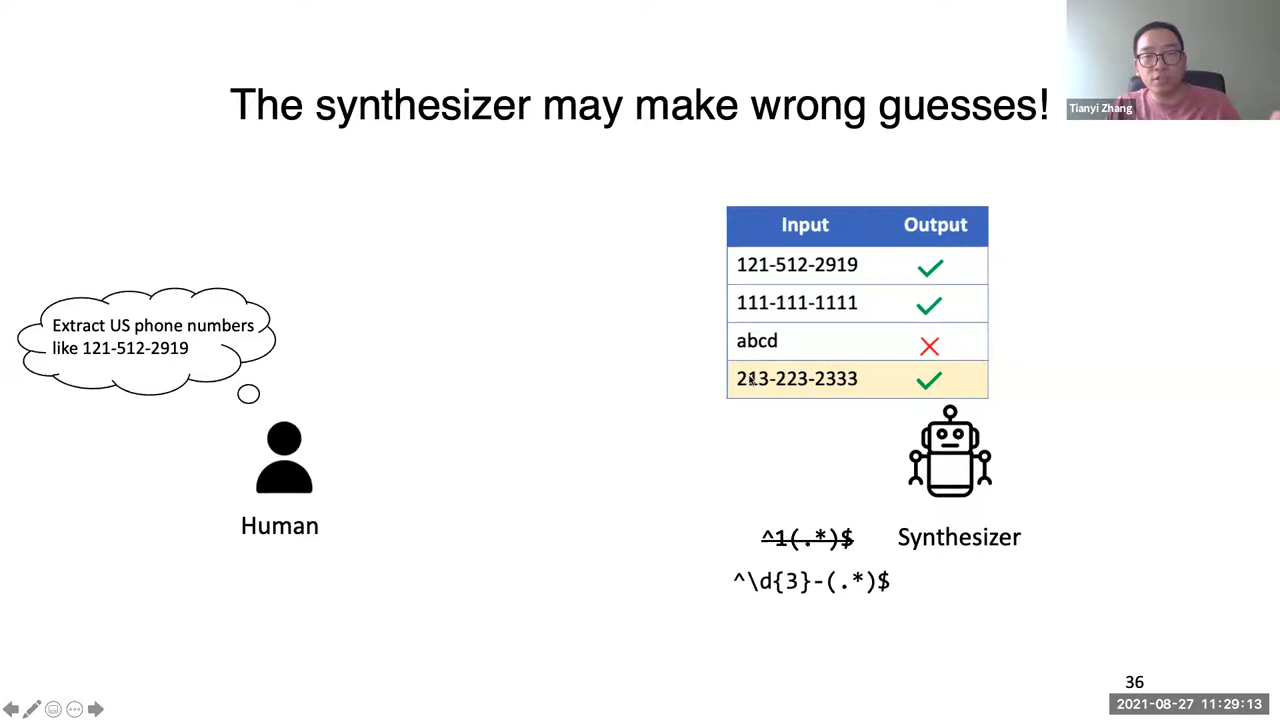 The synthesizer may make wrong guesses!
Tianyi Zhang
Input Output
121-512-2919
111-111-1111
abcd
213-223-2333
Extract US phone numbers
like 121-512-2919
Human
^1(.*)$
Synthesizer
^\d{3}-(.*)$
36
2021-08-27 11:29:13